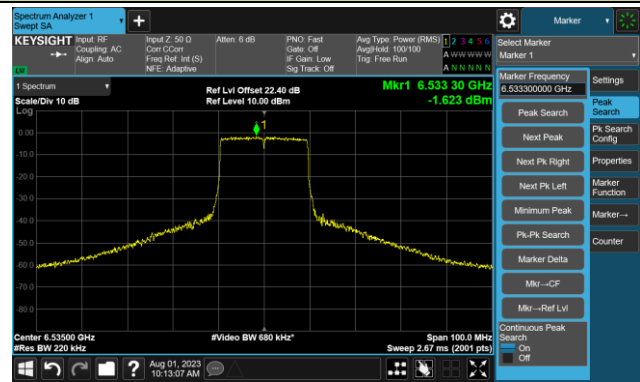 Spectrum Analyzer 1
Swept SA
+
Marker
KEYSIGHT
Input: RF
Coupling: AC
Align: Auto
Input Z: 50 Ω
Corr CCorr
Freq Ref: Int (S)
NFE: Adaptive
Atten: 6 dB
PNO: Fast
Gate: Off
IF Gain: Low
Sig Track: Off
Avg Type: Power (RMS)
Avg|Hold: 100/100
Trig: Free Run
1 2 3 4 5 6
A W W W W W
A N N N N N
LXI
Select Marker
Marker 1
1 Spectrum
Scale/Div 10 dB
Log
Ref Lvl Offset 22.40 dB
Ref Level 10.00 dBm
Mkr1 6.533 30 GHz
-1.623 dBm
1
0.00
-10.0
-20.0
-30.0
-40.0
-50.0
-60.0
-70.0
-80.0
Center 6.53500 GHz
#Res BW 220 kHz
#Video BW 680 kHz*
Span 100.0 MHz
Sweep 2.67 ms (2001 pts)
Marker Frequency
6.533300000 GHz
Peak Search
Next Peak
Next Pk Right
Next Pk Left
Minimum Peak
Pk-Pk Search
Marker Delta
Mkr→CF
Mkr→Ref Lvl
Continuous Peak
Search
On
Off
Settings
Peak
Search
Pk Search
Config
Properties
Marker
Function
Marker→
Counter
?
Aug 01, 2023
10:13:07 AM